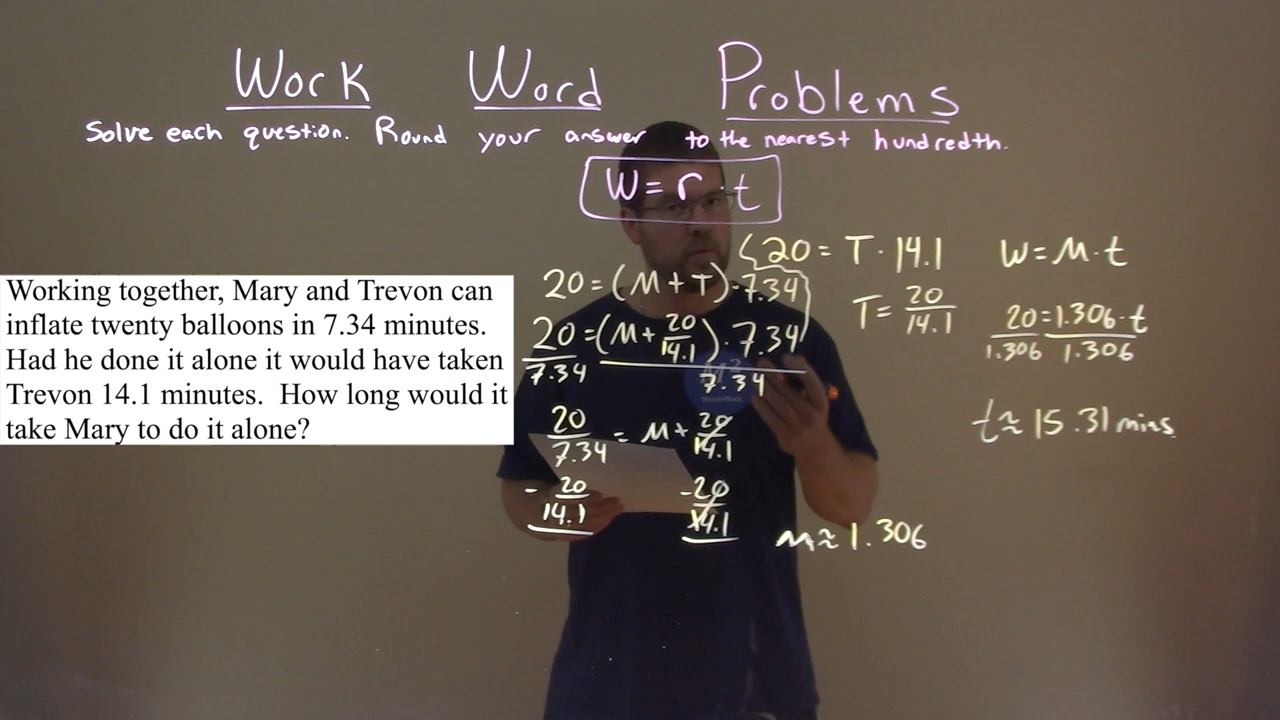 Work Word Problems
Solve each question. Round your answer to the nearest hundredth.
W = r · t
Working together, Mary and Trevon can
inflate twenty balloons in 7.34 minutes.
Had he done it alone it would have taken
Trevon 14.1 minutes. How long would it
take Mary to do it alone?
20 = (M + T) · 7.34
20/7.34 = (M + 20/14.1) · 7.34/7.34
20/7.34 = M + 20/14.1
- 20/14.1 - 20/14.1
M ≈ 1.306
20 = T · 14.1
T = 20/14.1
W = M · t
20/1.306 = 1.306 · t/1.306
t ≈ 15.31 mins